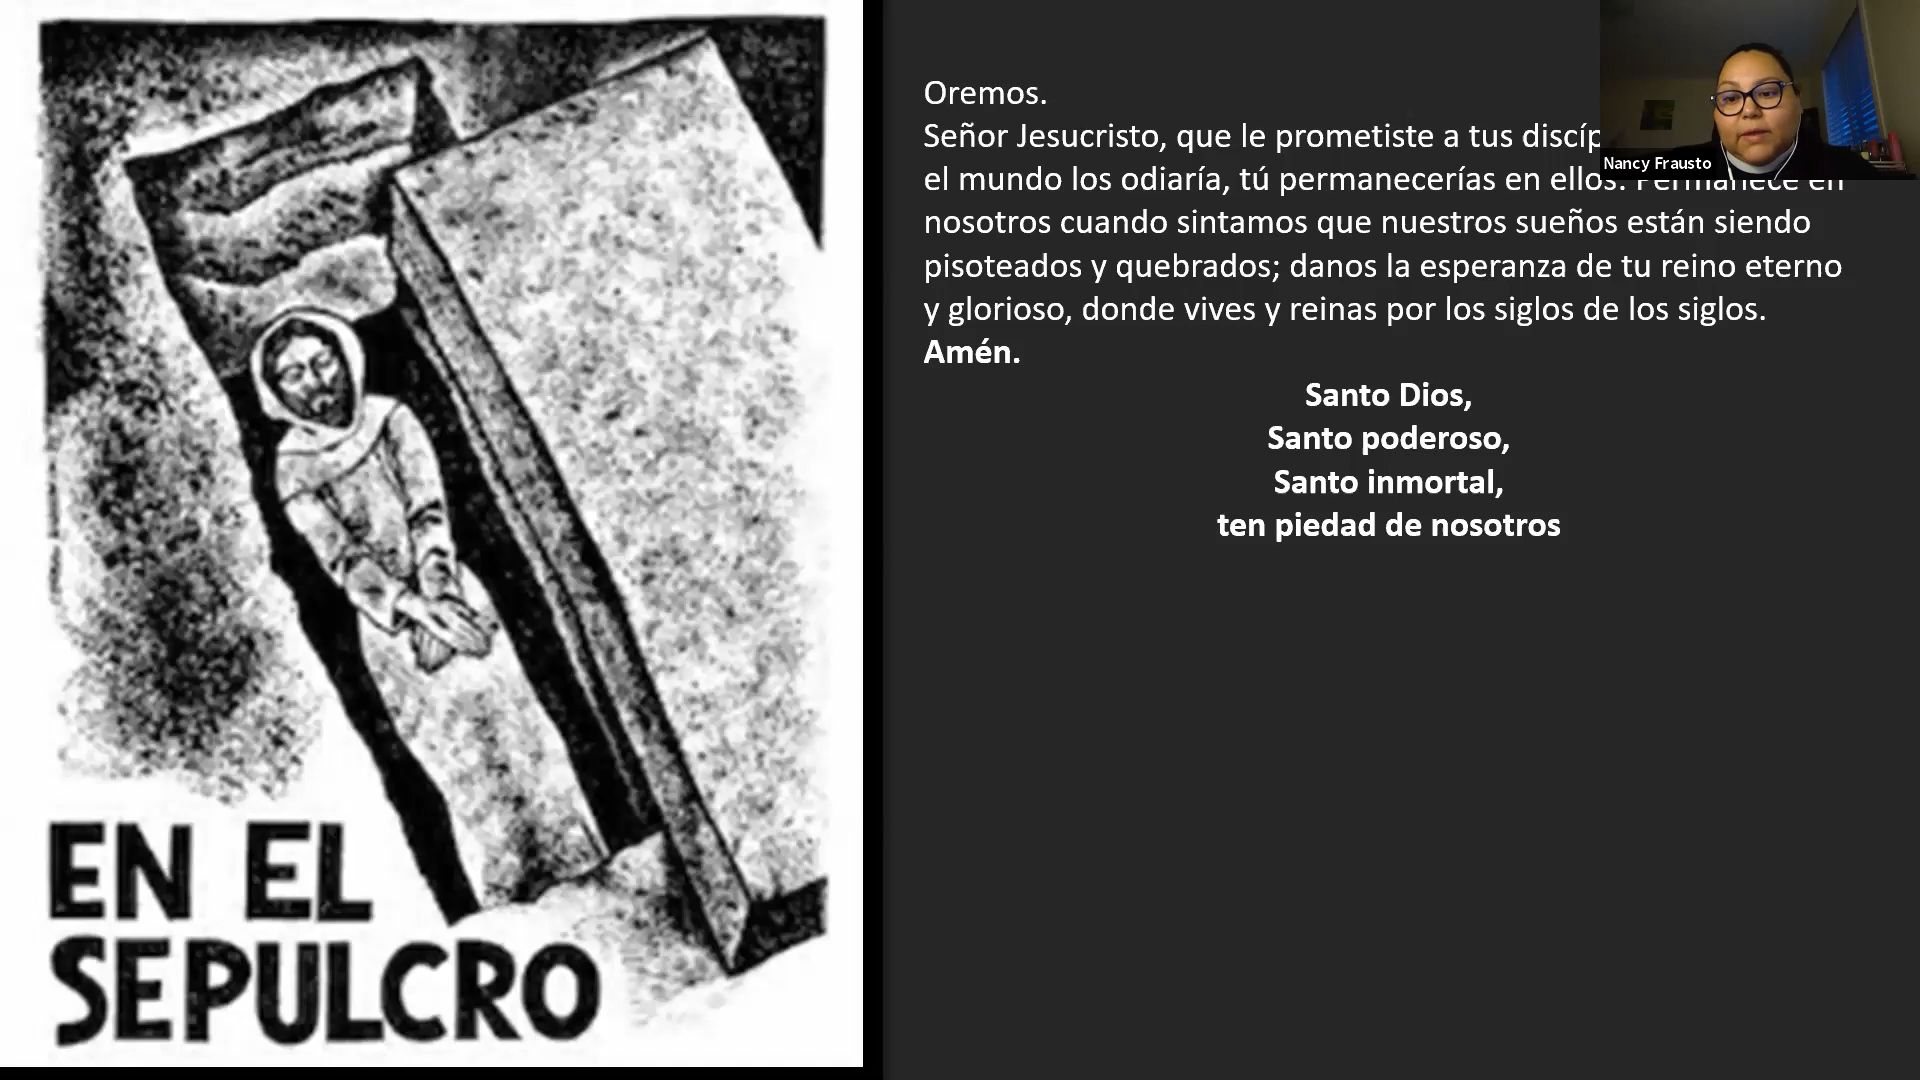 EN EL
SEPULCRO
Oremos.
Señor Jesucristo, que le prometiste a tus
el mundo los odiaría, tú permanecerías en ellos. Permanece en
nosotros cuando sintamos que nuestros sueños están siendo
pisoteados y quebrados; danos la esperanza de tu reino eterno
y glorioso, donde vives y reinas por los siglos de los siglos.
Amén.
Santo Dios,
Santo poderoso,
Santo inmortal,
ten piedad de nosotros
Nancy Frausto